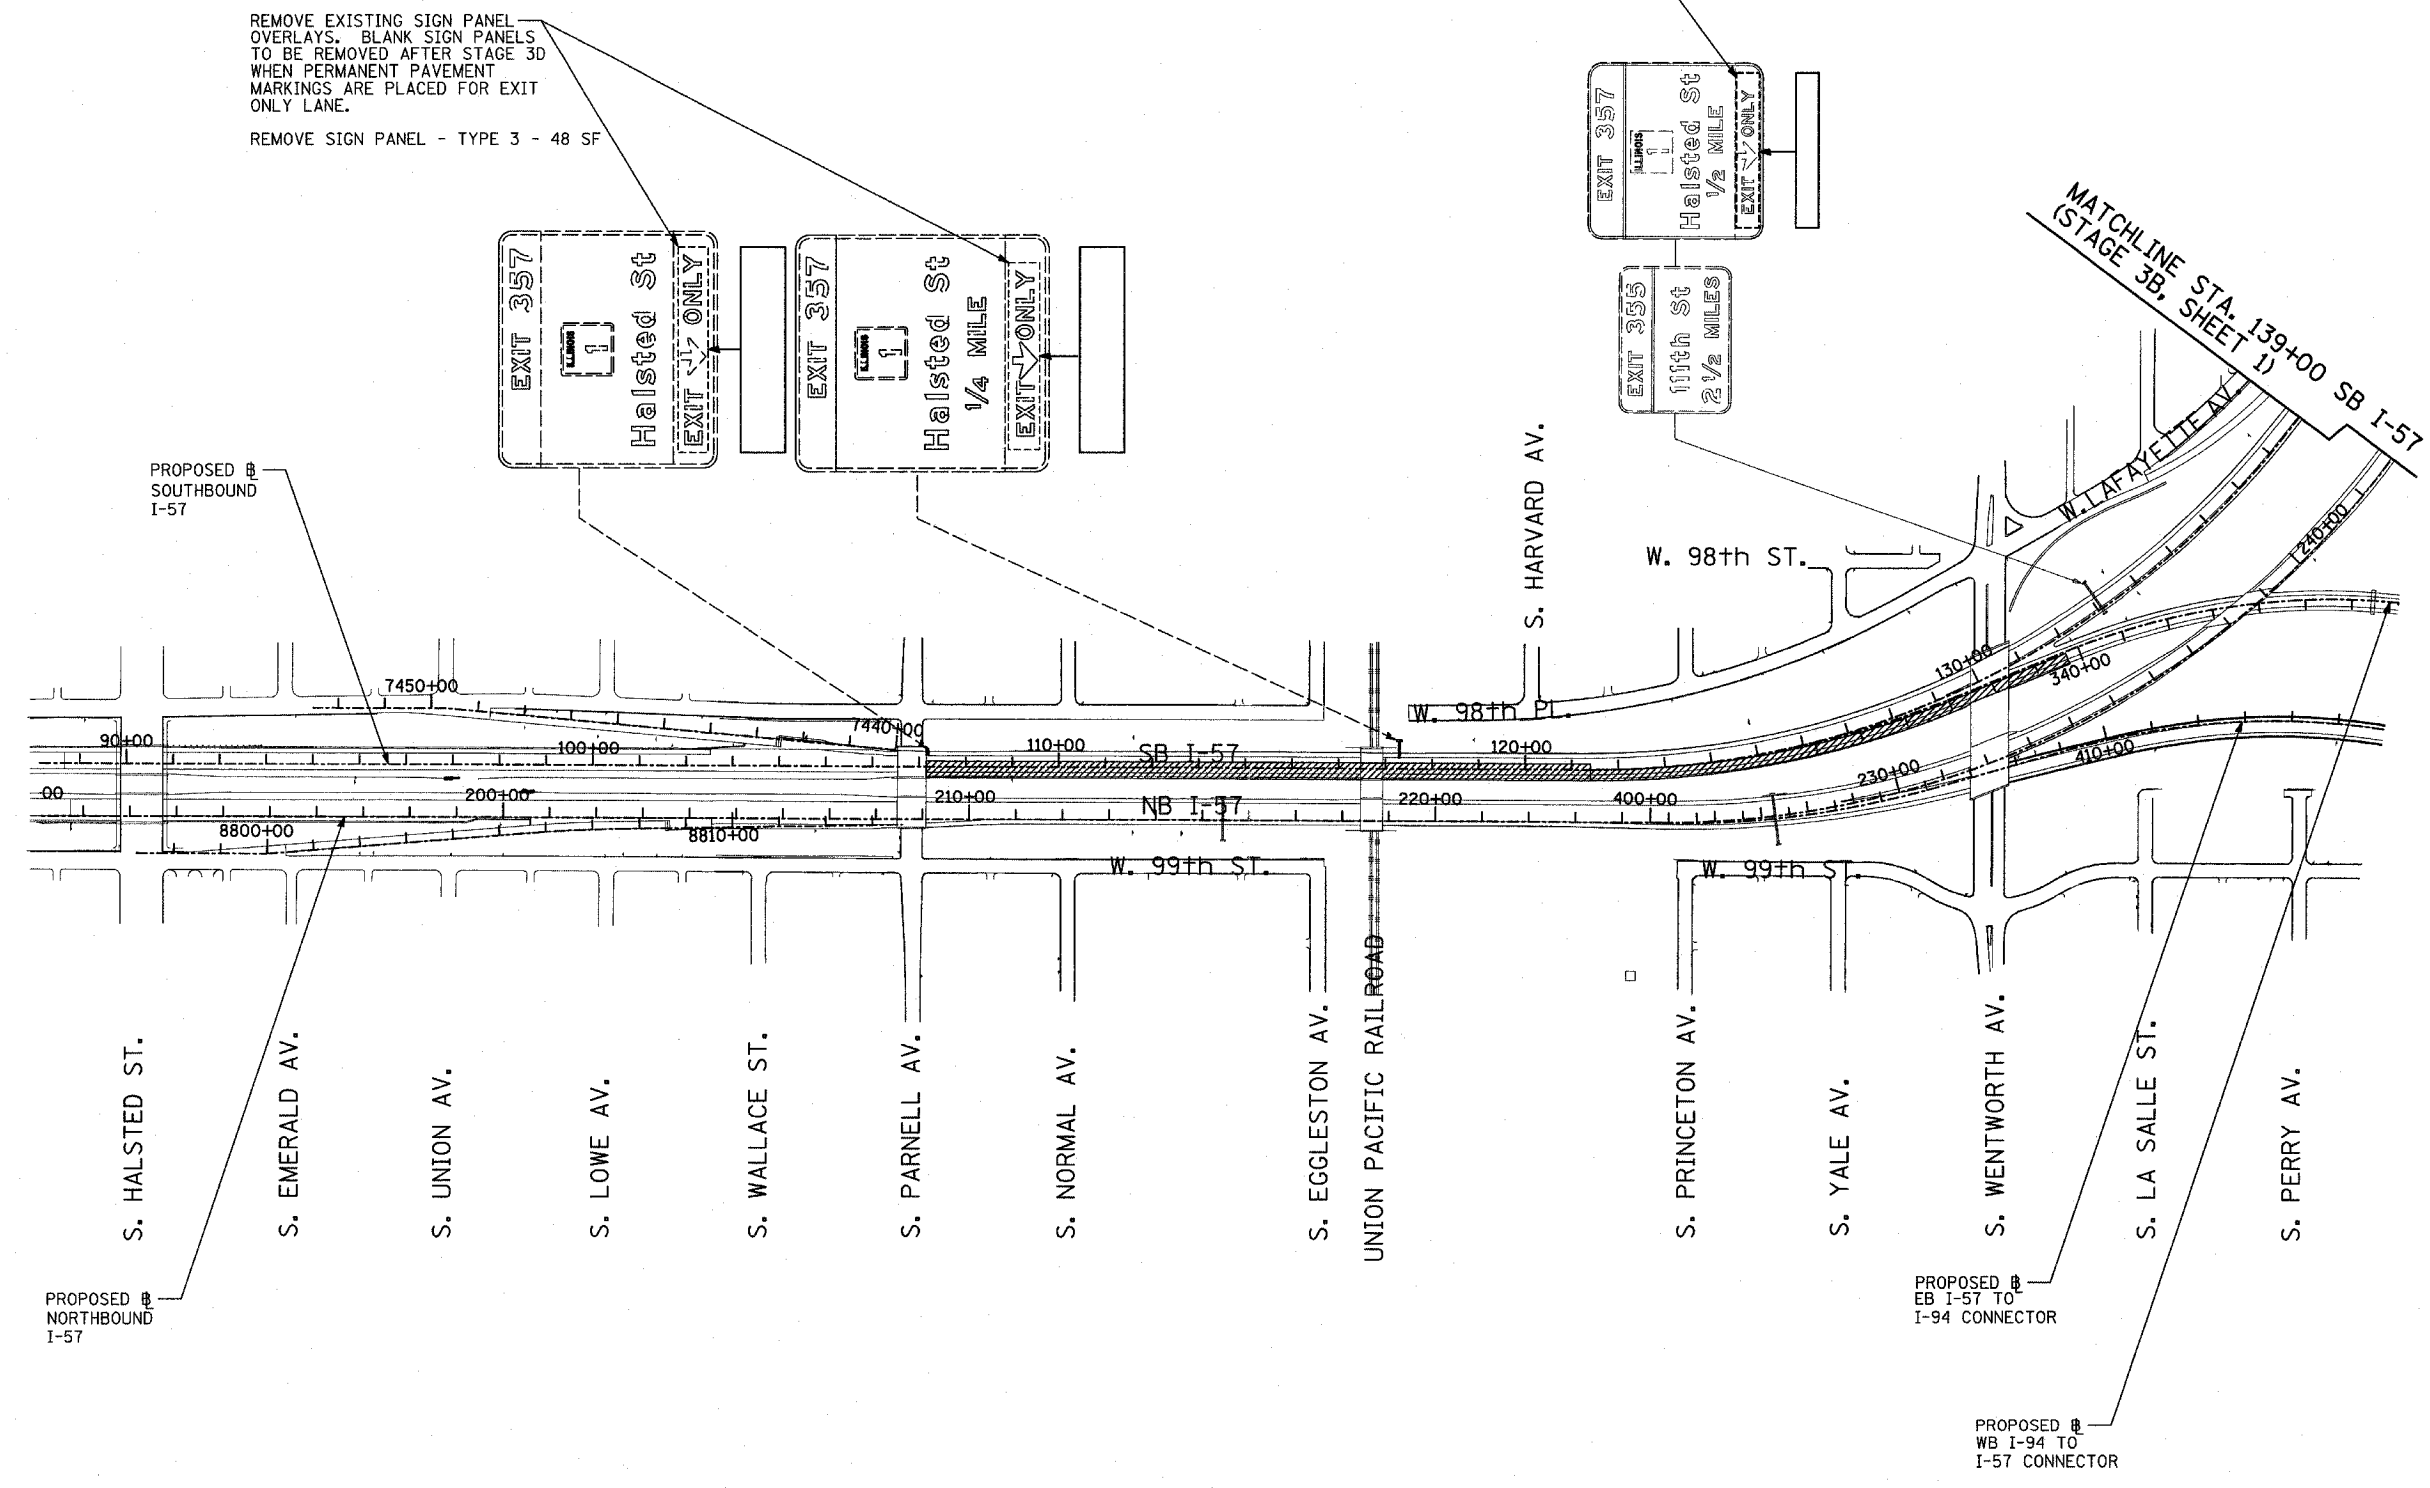 REMOVE EXISTING SIGN PANEL
OVERLAYS. BLANK SIGN PANELS
TO BE REMOVED AFTER STAGE 3D
WHEN PERMANENT PAVEMENT
MARKINGS ARE PLACED FOR EXIT
ONLY LANE.
REMOVE SIGN PANEL - TYPE 3 - 48 SF
EXIT 357
ILLINOIS
1
Halsted St
EXIT ONLY
EXIT 357
ILLINOIS
1
Halsted St
1/4 MILE
EXIT ONLY
EXIT 357
ILLINOIS
1
Halsted St
1/2 MILE
EXIT ONLY
EXIT 355
111th St
2 1/2 MILES
MATCHLINE STA. 139+00 SB I-57
(STAGE 3B, SHEET 1)
PROPOSED BL
SOUTHBOUND
I-57
S. HARVARD AV.
W. 98th ST.
W. LAFAYETTE AV.
240+00
130+00
340+00
7450+00
7440+00
W. 98th PL.
90+00
100+00
110+00
SB I-57
120+00
230+00
410+00
00
200+00
210+00
NB I-57
220+00
400+00
8800+00
8810+00
W. 99th ST.
W. 99th ST.
S. HALSTED ST.
S. EMERALD AV.
S. UNION AV.
S. LOWE AV.
S. WALLACE ST.
S. PARNELL AV.
S. NORMAL AV.
S. EGGLESTON AV.
UNION PACIFIC RAILROAD
S. PRINCETON AV.
S. YALE AV.
S. WENTWORTH AV.
S. LA SALLE ST.
S. PERRY AV.
PROPOSED BL
NORTHBOUND
I-57
PROPOSED BL
EB I-57 TO
I-94 CONNECTOR
PROPOSED BL
WB I-94 TO
I-57 CONNECTOR